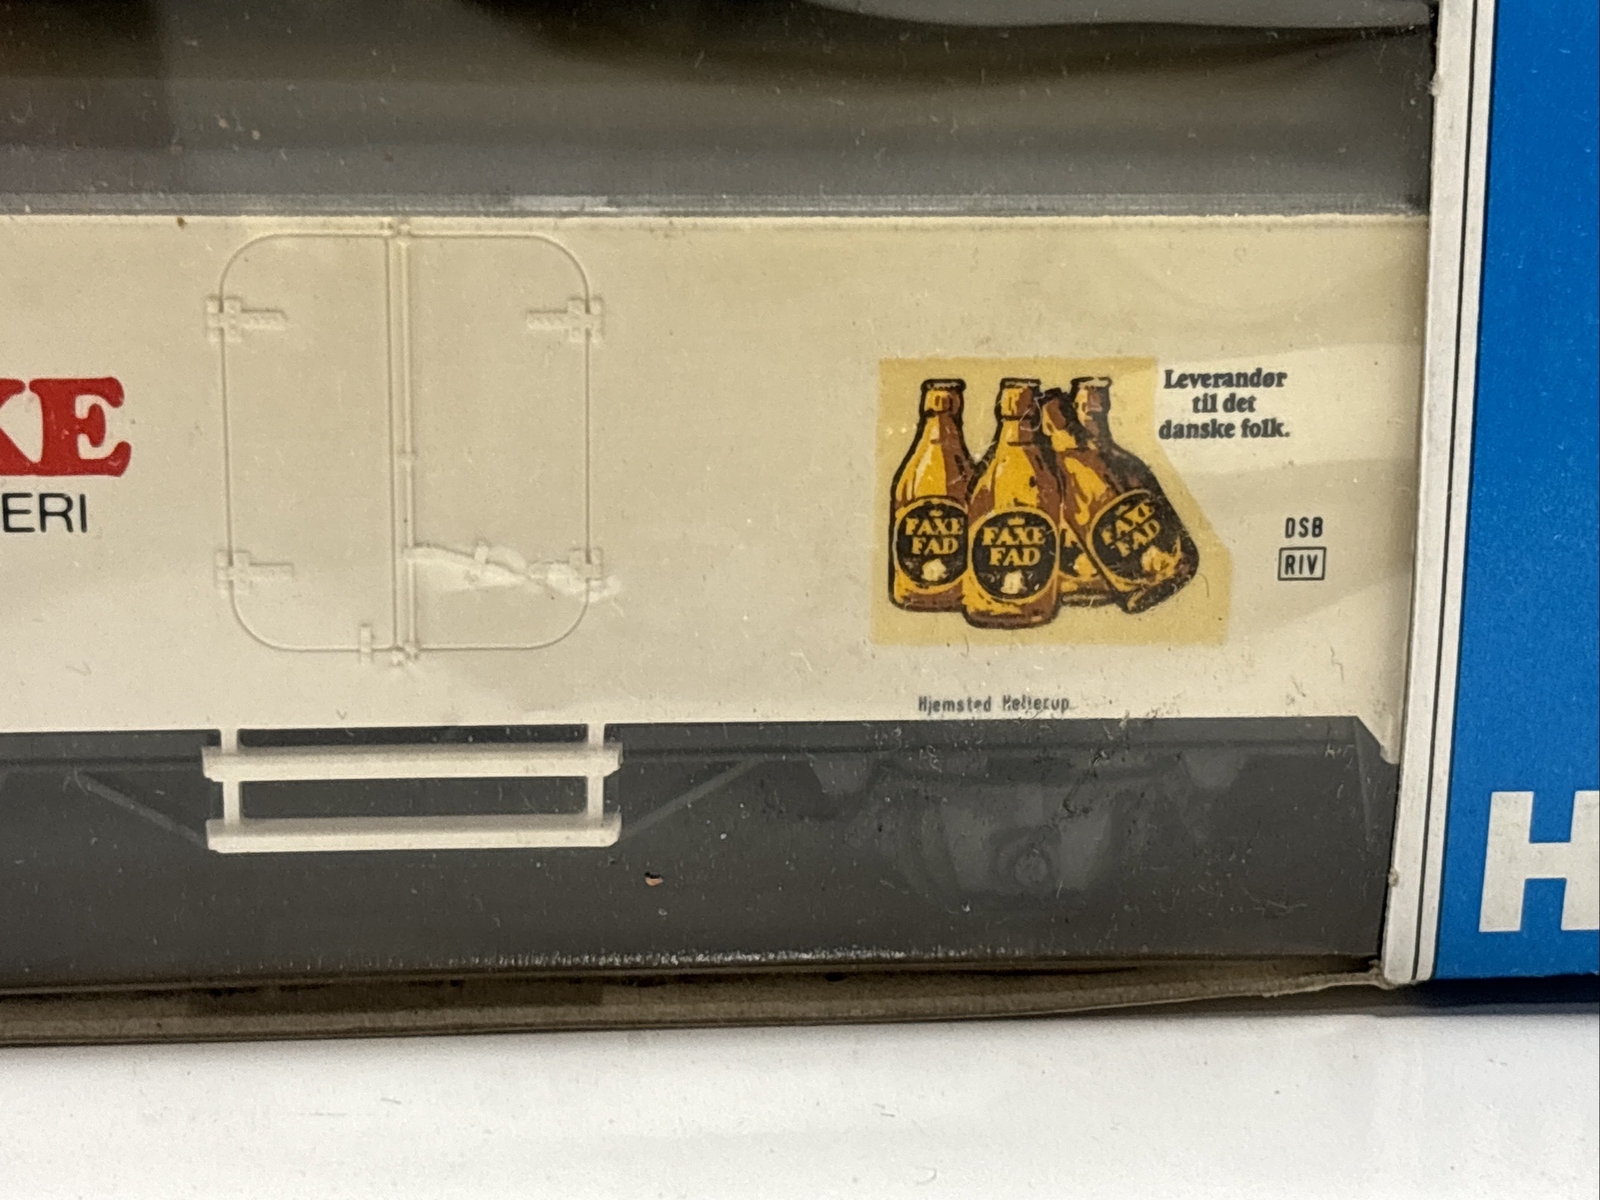 KE
ERI
Leverandør
til det
danske folk.
FAXE
FAD
FAXE
FAD
FAXE
FAD
DSB
RIV
Hjemsted Hellerup
H